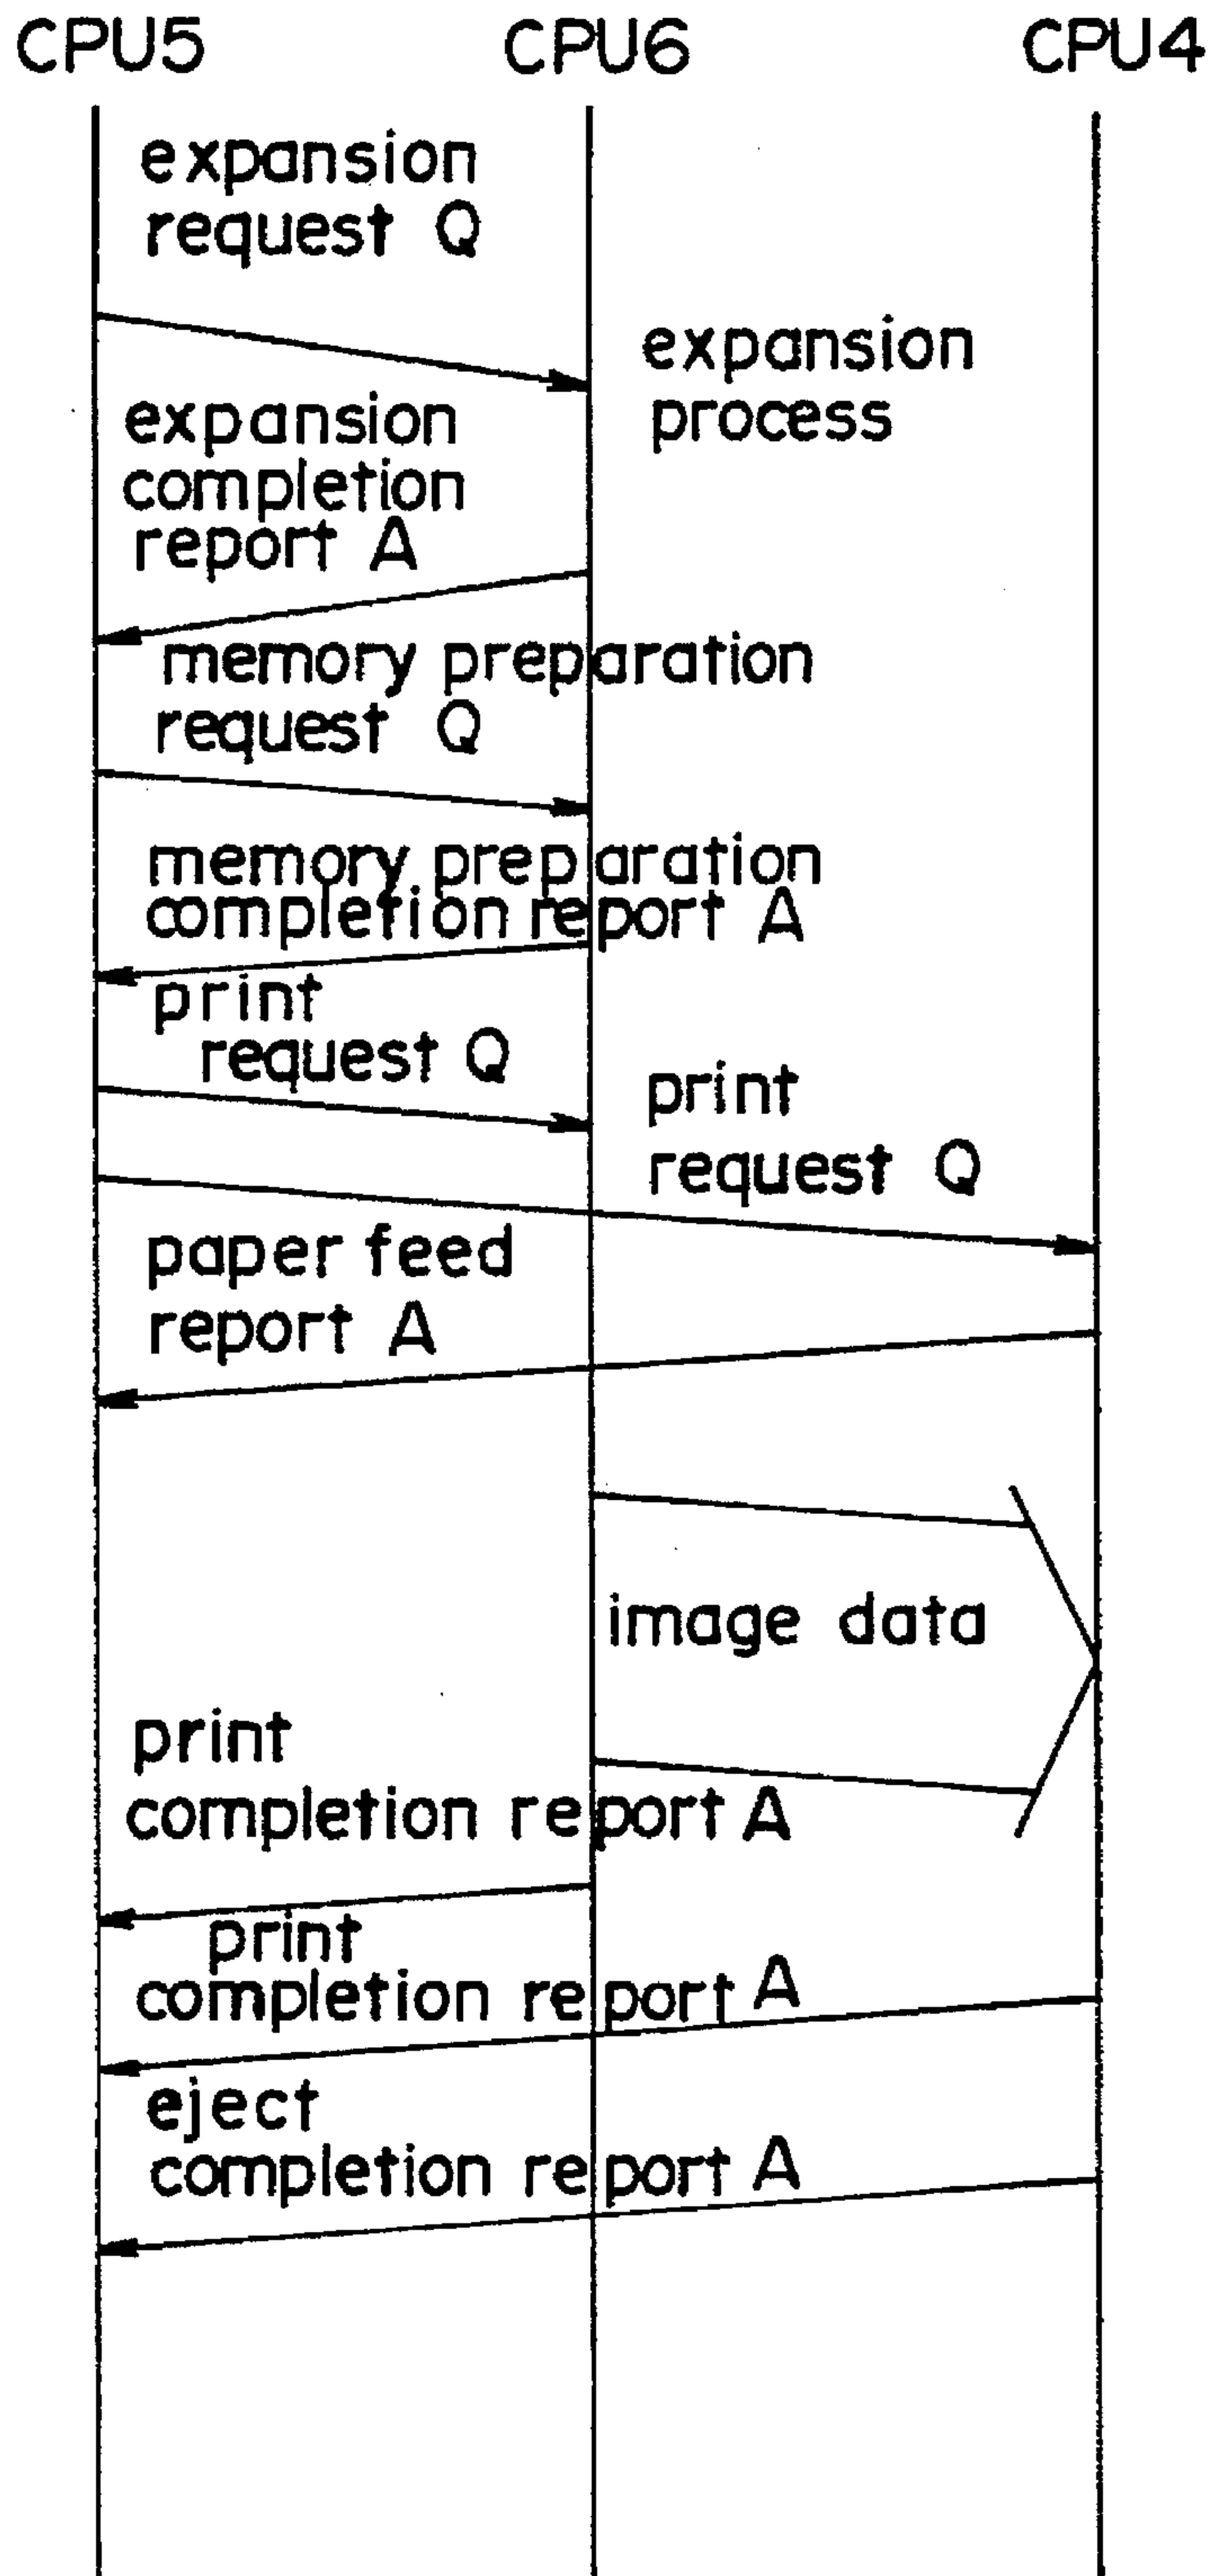 CPU5 CPU6 CPU4
expansion
request Q
expansion
process
expansion
completion
report A
memory preparation
request Q
memory preparation
completion report A
print
request Q
print
request Q
paper feed
report A
image data
print
completion report A
print
completion report A
eject
completion report A